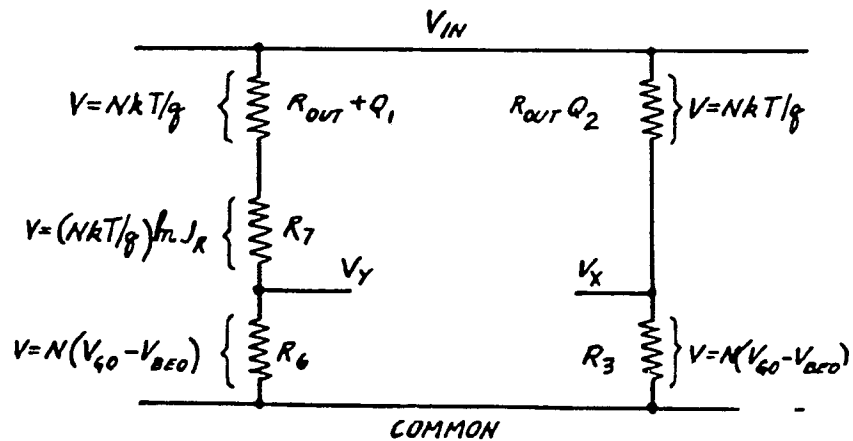 V_IN
V=NkT/q
R_OUT + Q_1
R_OUT Q_2
V=NkT/q
V=(NkT/q)ln J_R
R_7
V_Y
V_X
V=N(V_GO-V_BEO)
R_6
R_3
V=N(V_GO-V_BEO)
COMMON